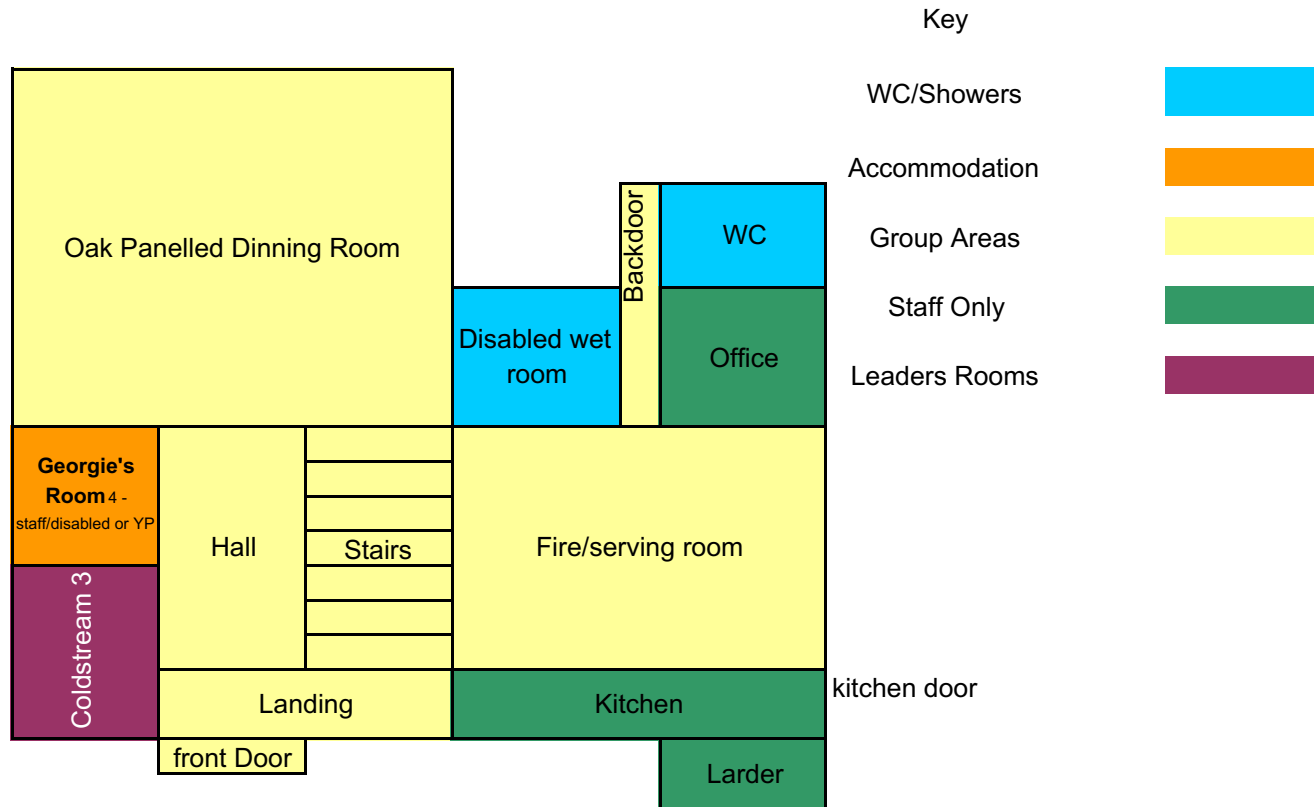 Key
WC/Showers
Accommodation
Group Areas
Staff Only
Leaders Rooms
Oak Panelled Dinning Room
Backdoor
WC
Disabled wet
room
Office
Georgie's
Room 4 -
staff/disabled or YP
Hall
Stairs
Fire/serving room
Coldstream 3
Landing
Kitchen
kitchen door
front Door
Larder